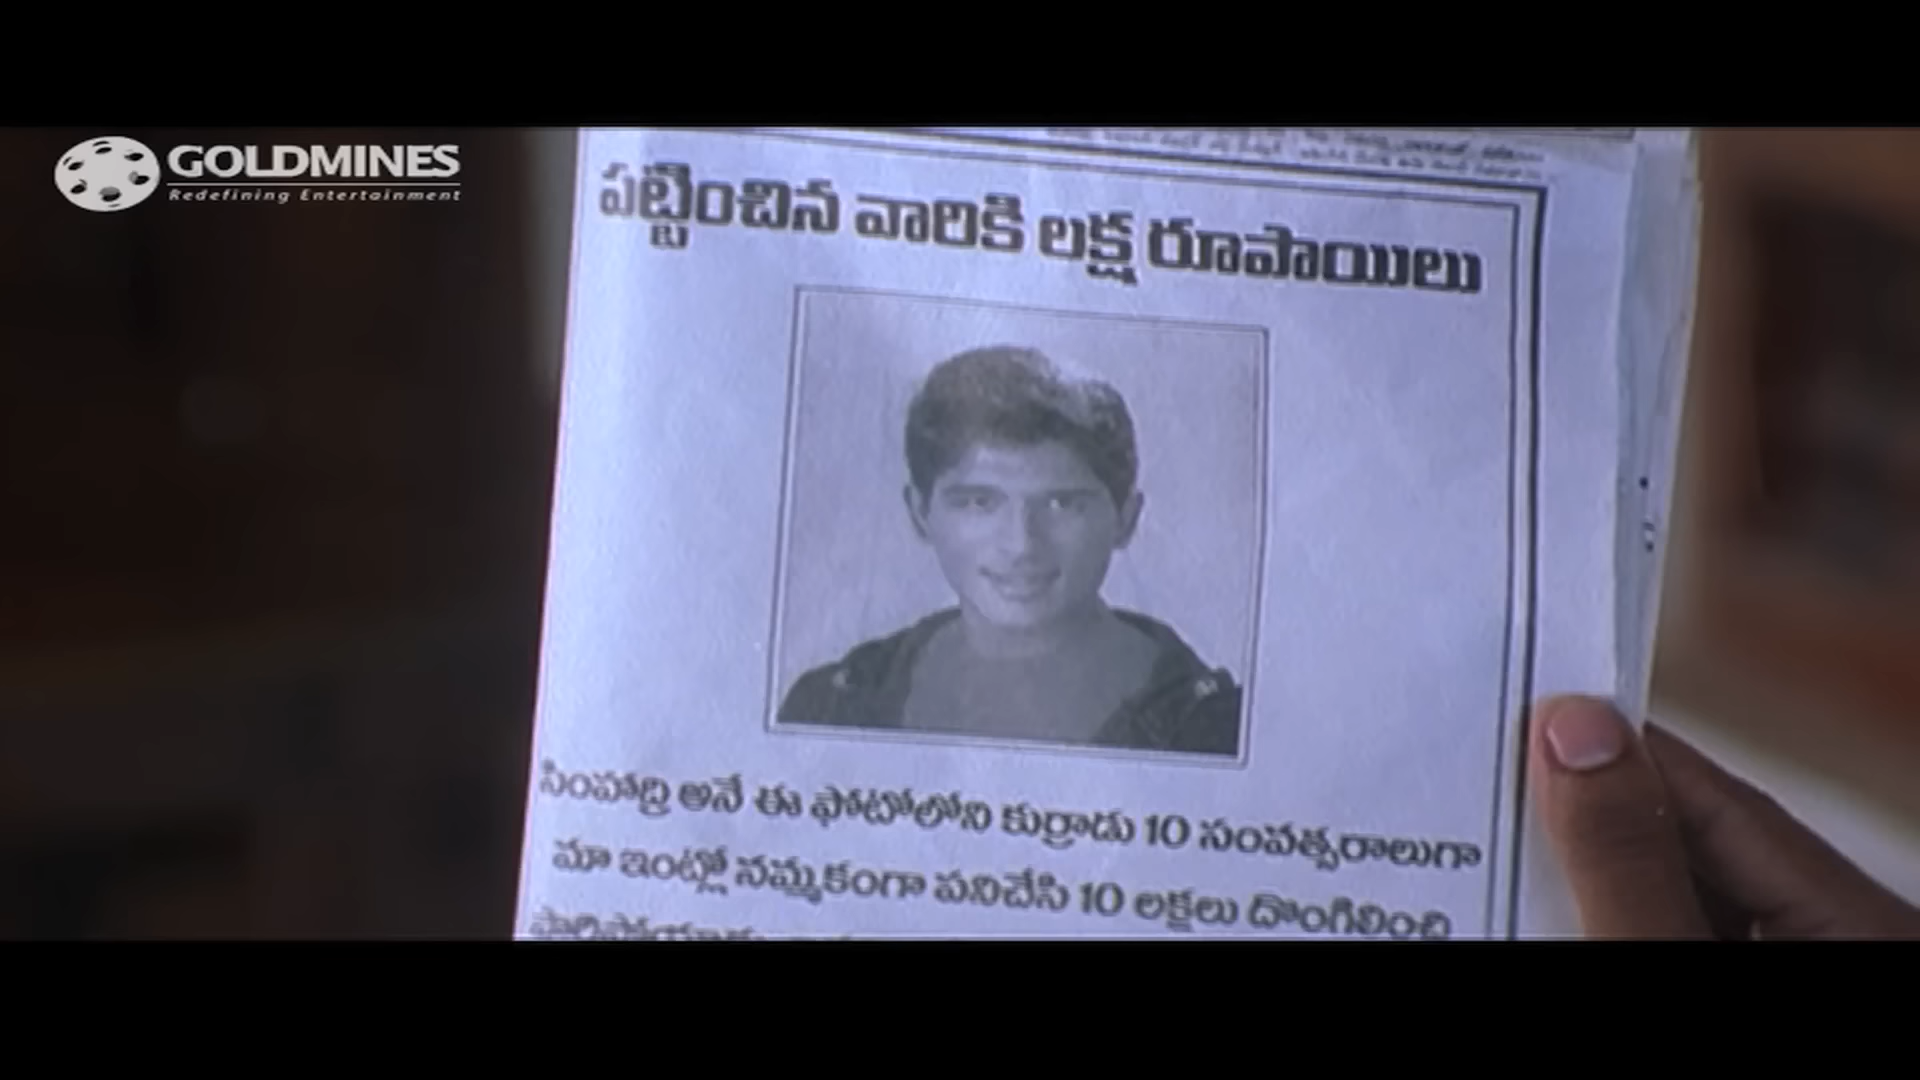 GOLDMINES
Redefining Entertainment
పట్టించిన వారికి లక్ష రూపాయిలు
సింహాద్రి అనే ఈ ఫోటోలోని కుర్రాడు 10 సంవత్సరాలుగా
మా ఇంట్లో నమ్మకంగా పనిచేసి 10 లక్షలు దొంగిలించి